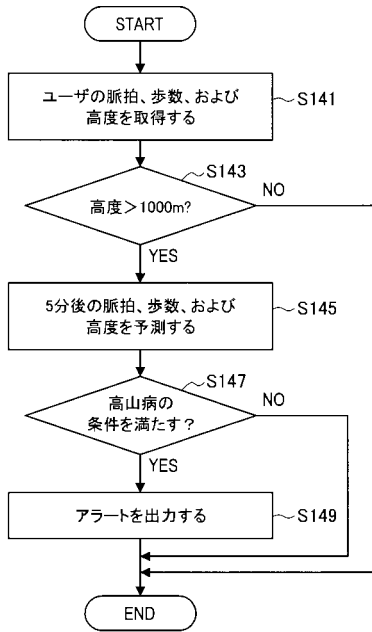 START
ユーザの脈拍、歩数、および
高度を取得する
S141
S143
高度＞1000m?
NO
YES
5分後の脈拍、歩数、および
高度を予測する
S145
S147
高山病の
条件を満たす？
NO
YES
アラートを出力する
S149
END